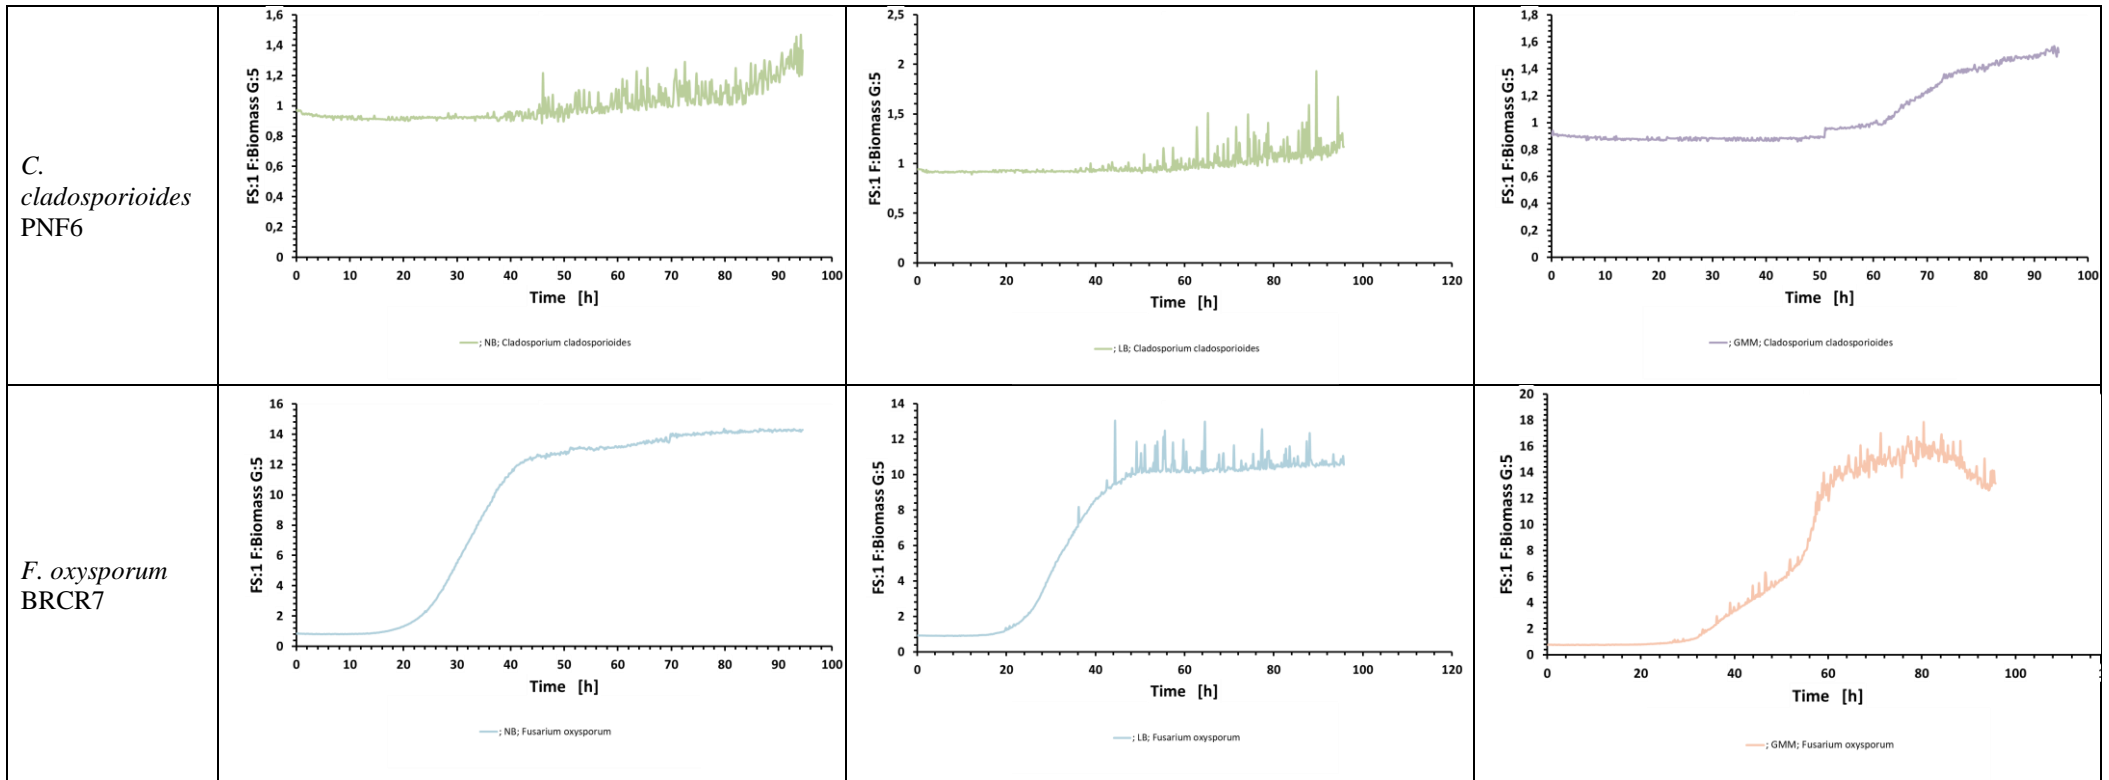 C.
cladosporioides
PNF6
FS:1 F:Biomass G:5
1,6
1,4
1,2
1
0,8
0,6
0,4
0,2
0
0 10 20 30 40 50 60 70 80 90 100
Time [h]
; NB; Cladosporium cladosporioides
FS:1 F:Biomass G:5
2,5
2
1,5
1
0,5
0
0 20 40 60 80 100 120
Time [h]
; LB; Cladosporium cladosporioides
FS:1 F:Biomass G:5
1,8
1,6
1,4
1,2
1
0,8
0,6
0,4
0,2
0
0 10 20 30 40 50 60 70 80 90 100
Time [h]
; GMM; Cladosporium cladosporioides
F. oxysporum
BRCR7
FS:1 F:Biomass G:5
16
14
12
10
8
6
4
2
0
0 10 20 30 40 50 60 70 80 90 100
Time [h]
; NB; Fusarium oxysporum
FS:1 F:Biomass G:5
14
12
10
8
6
4
2
0
0 20 40 60 80 100 120
Time [h]
; LB; Fusarium oxysporum
FS:1 F:Biomass G:5
20
18
16
14
12
10
8
6
4
2
0
0 20 40 60 80 100
Time [h]
; GMM; Fusarium oxysporum